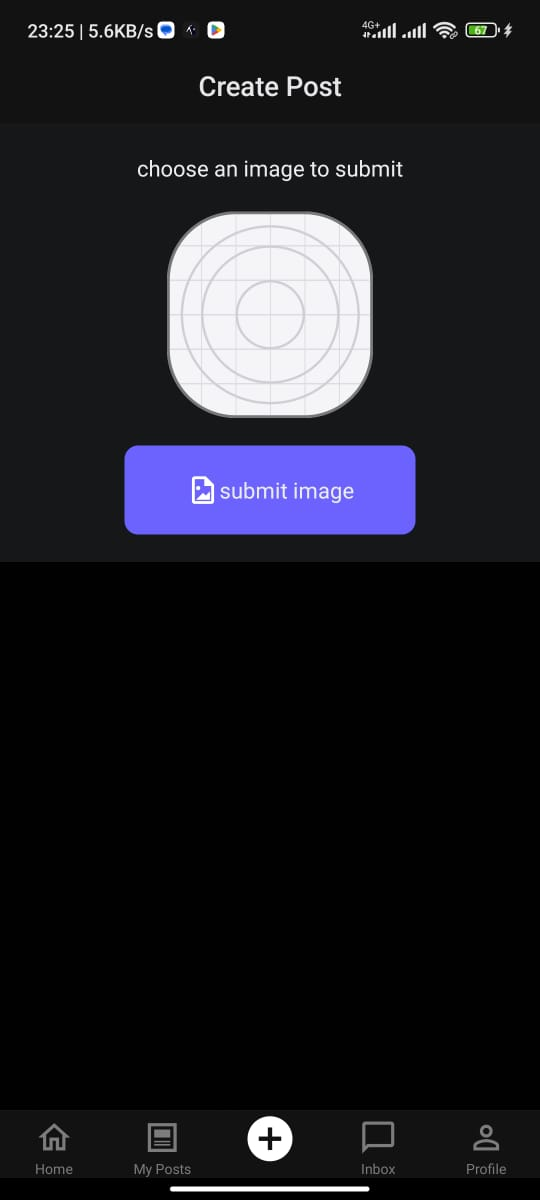 23:25 | 5.6KB/s 4G+ 67
Create Post
choose an image to submit
submit image
Home My Posts Inbox Profile